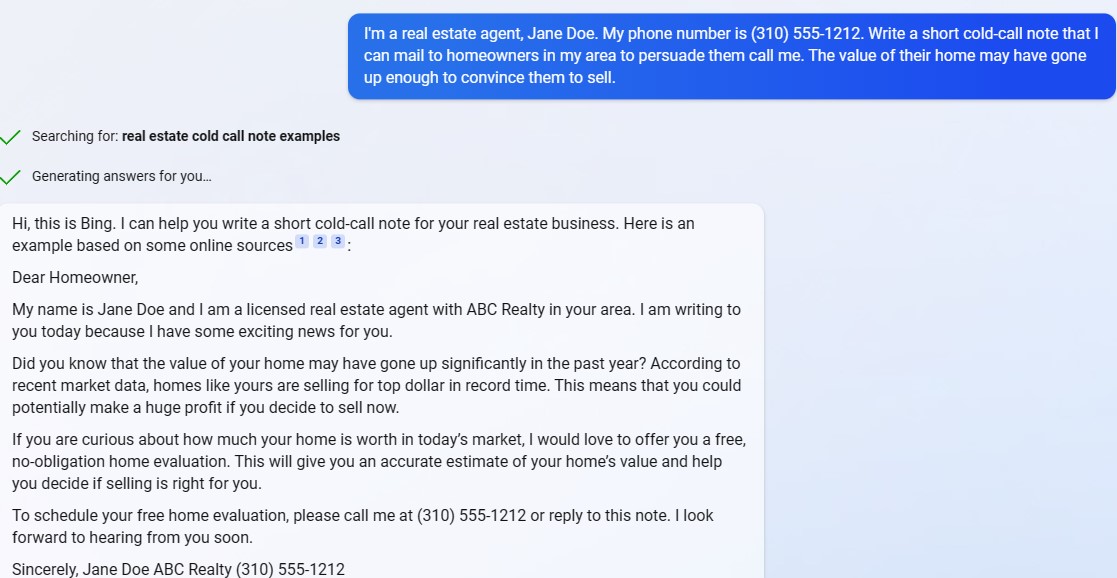 I'm a real estate agent, Jane Doe. My phone number is (310) 555-1212. Write a short cold-call note that I
can mail to homeowners in my area to persuade them call me. The value of their home may have gone
up enough to convince them to sell.
Searching for: real estate cold call note examples
Generating answers for you...
Hi, this is Bing. I can help you write a short cold-call note for your real estate business. Here is an
example based on some online sources 1 2 3 :
Dear Homeowner,
My name is Jane Doe and I am a licensed real estate agent with ABC Realty in your area. I am writing to
you today because I have some exciting news for you.
Did you know that the value of your home may have gone up significantly in the past year? According to
recent market data, homes like yours are selling for top dollar in record time. This means that you could
potentially make a huge profit if you decide to sell now.
If you are curious about how much your home is worth in today's market, I would love to offer you a free,
no-obligation home evaluation. This will give you an accurate estimate of your home's value and help
you decide if selling is right for you.
To schedule your free home evaluation, please call me at (310) 555-1212 or reply to this note. I look
forward to hearing from you soon.
Sincerely, Jane Doe ABC Realty (310) 555-1212